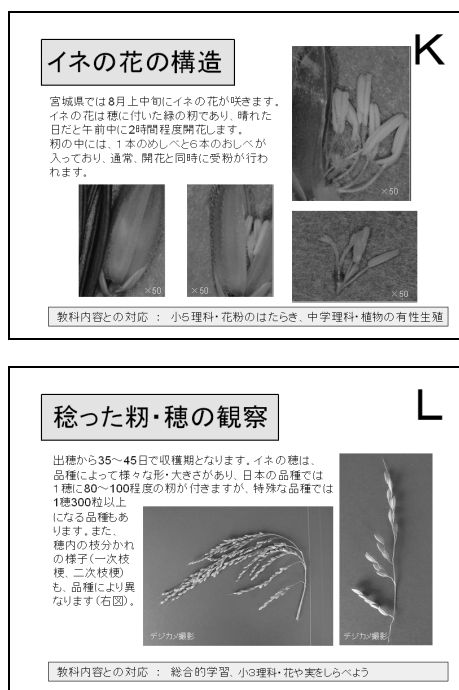 K
イネの花の構造
宮城県では8月上中旬にイネの花が咲きます。
イネの花は穂に付いた緑の籾であり、晴れた
日だと午前中に2時間程度開花します。
籾の中には、1本のめしべと6本のおしべが
入っており、通常、開花と同時に受粉が行わ
れます。
×50
×50
×50
×50
教科内容との対応 : 小5理科・花粉のはたらき、中学理科・植物の有性生殖
L
稔った籾・穂の観察
出穂から35～45日で収穫期となります。イネの穂は、
品種によって様々な形・大きさがあり、日本の品種では
1穂に80～100程度の籾が付きますが、特殊な品種では
1穂300粒以上
になる品種もあ
ります。また、
穂内の枝分かれ
の様子(一次枝
梗、二次枝梗)
も、品種により異
なります(右図)。
デジカメ撮影
デジカメ撮影
教科内容との対応 : 総合的学習、小3理科・花や実をしらべよう